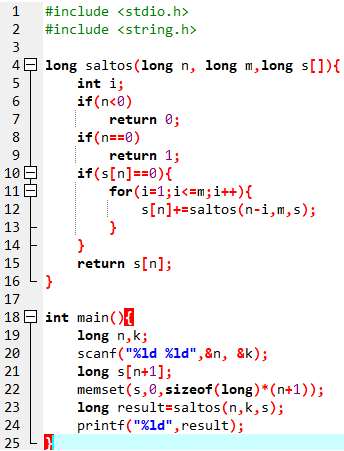 1 #include <stdio.h>
2 #include <string.h>
3
4 long saltos(long n, long m,long s[]){
5 int i;
6 if(n<0)
7 return 0;
8 if(n==0)
9 return 1;
10 if(s[n]==0){
11 for(i=1;i<=m;i++){
12 s[n]+=saltos(n-i,m,s);
13 }
14 }
15 return s[n];
16 }
17
18 int main(){
19 long n,k;
20 scanf("%ld %ld",&n, &k);
21 long s[n+1];
22 memset(s,0,sizeof(long)*(n+1));
23 long result=saltos(n,k,s);
24 printf("%ld",result);
25 }